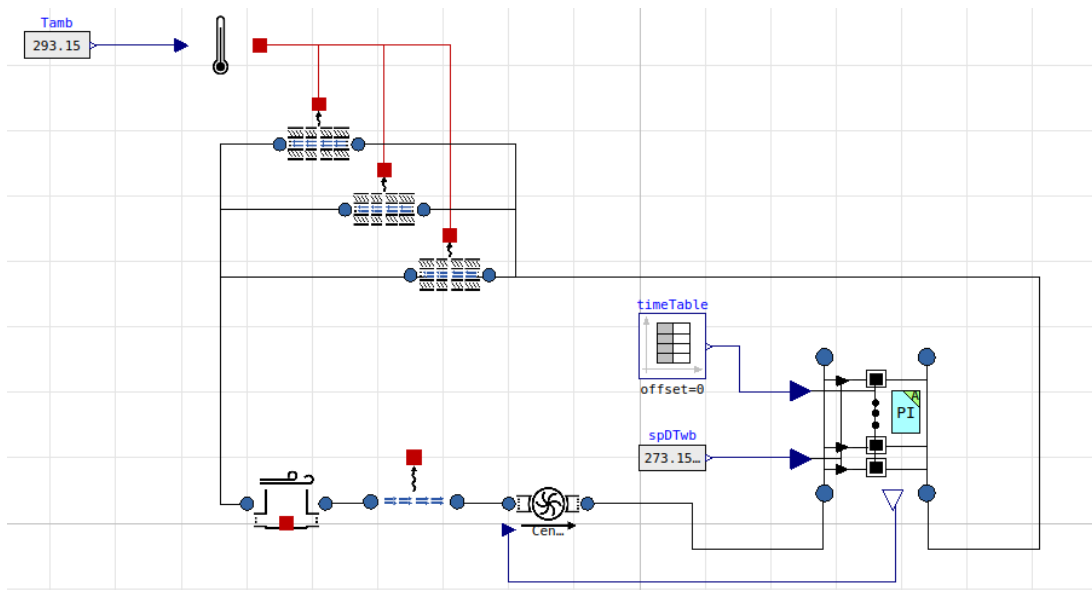 Tamb
293.15
timeTable
offset=0
A
PI
spDTwb
273.15…
Cen…